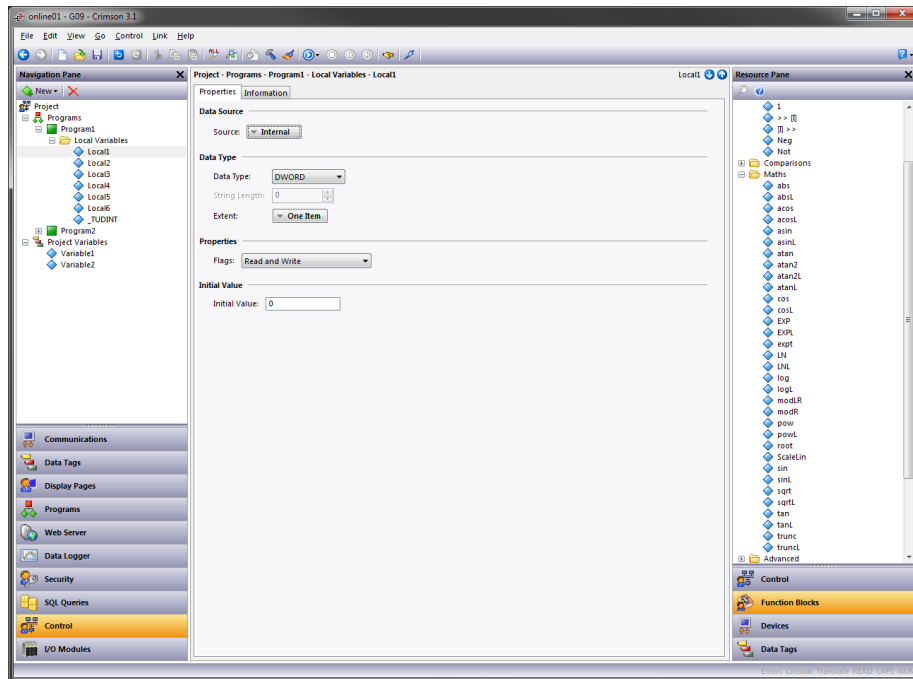 online01 - G09 - Crimson 3.1
File Edit View Go Control Link Help
Navigation Pane
New
Project
Programs
Program1
Local Variables
Local1
Local2
Local3
Local4
Local5
Local6
_TUDINT
Program2
Project Variables
Variable1
Variable2
Communications
Data Tags
Display Pages
Programs
Web Server
Data Logger
Security
SQL Queries
Control
I/O Modules
Project - Programs - Program1 - Local Variables - Local1
Local1
Properties Information
Data Source
Source: Internal
Data Type
Data Type: DWORD
String Length: 0
Extent: One Item
Properties
Flags: Read and Write
Initial Value
Initial Value: 0
Resource Pane
1
>> []
[] >>
Neg
Not
Comparisons
Maths
abs
absL
acos
acosL
asin
asinL
atan
atan2
atan2L
atanL
cos
cosL
EXP
EXPL
expt
LN
LNL
log
logL
modLR
modR
pow
powL
root
ScaleLin
sin
sinL
sqrt
sqrtL
tan
tanL
trunc
truncL
Advanced
Control
Function Blocks
Devices
Data Tags
Errors Circular Translate READ CAPS NUM